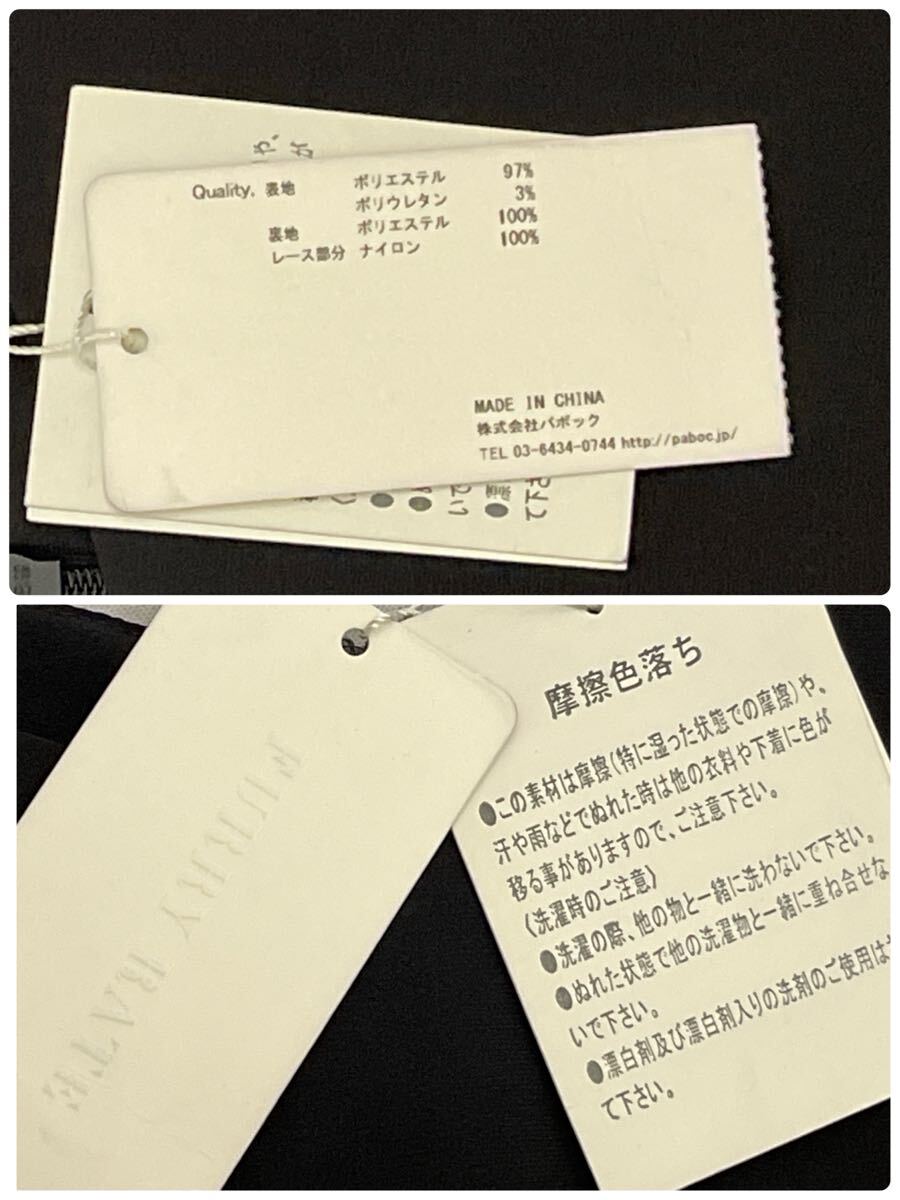 Quality, 表地 ポリエステル 97%
ポリウレタン 3%
裏地 ポリエステル 100%
レース部分 ナイロン 100%
MADE IN CHINA
株式会社パボック
TEL 03-6434-0744 http://paboc.jp/
や、
が
FURRY RATE
摩擦色落ち
●この素材は摩擦(特に湿った状態での摩擦)や、
汗や雨などでぬれた時は他の衣料や下着に色が
移る事がありますので、ご注意下さい。
〈洗濯時のご注意〉
●洗濯の際、他の物と一緒に洗わないで下さい。
●ぬれた状態で他の洗濯物と一緒に重ね合せな
いで下さい。
●漂白剤及び漂白剤入りの洗剤のご使用は
て下さい。